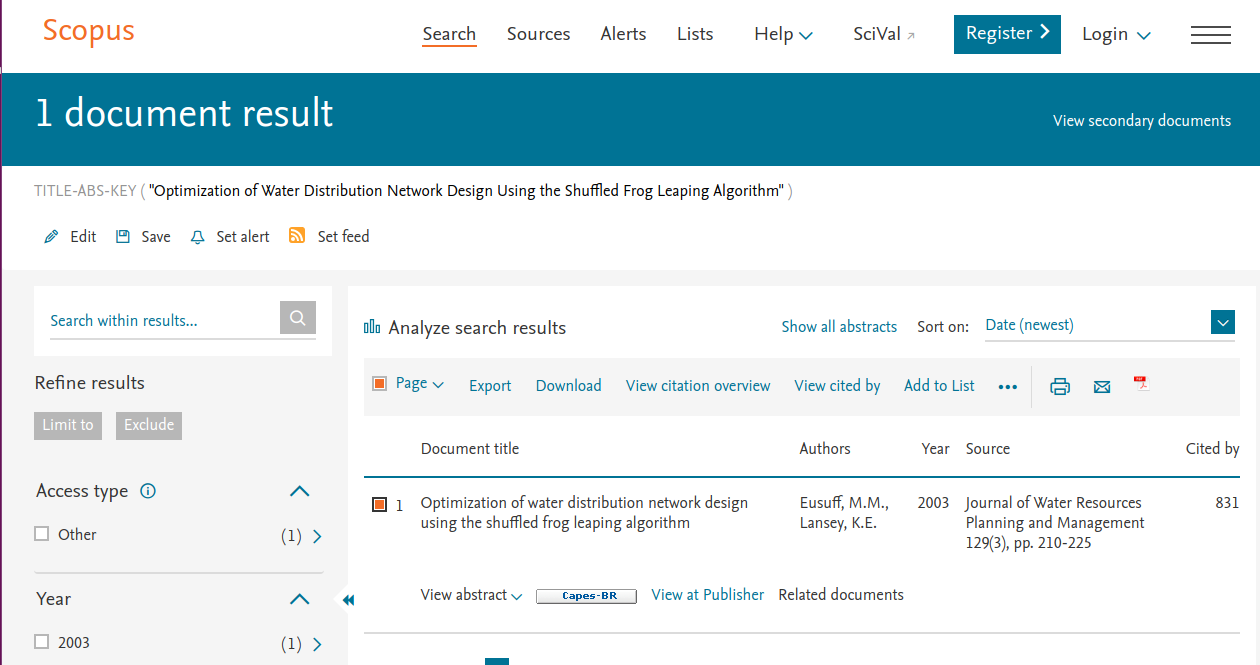 Scopus
Search Sources Alerts Lists Help SciVal Register Login
1 document result
View secondary documents
TITLE-ABS-KEY ( "Optimization of Water Distribution Network Design Using the Shuffled Frog Leaping Algorithm" )
Edit Save Set alert Set feed
Search within results...
Refine results
Limit to Exclude
Access type
Other (1)
Year
2003 (1)
Analyze search results
Show all abstracts Sort on: Date (newest)
Page Export Download View citation overview View cited by Add to List
Document title Authors Year Source Cited by
1 Optimization of water distribution network design Eusuff, M.M., 2003 Journal of Water Resources 831
using the shuffled frog leaping algorithm Lansey, K.E. Planning and Management
129(3), pp. 210-225
View abstract Capes-BR View at Publisher Related documents